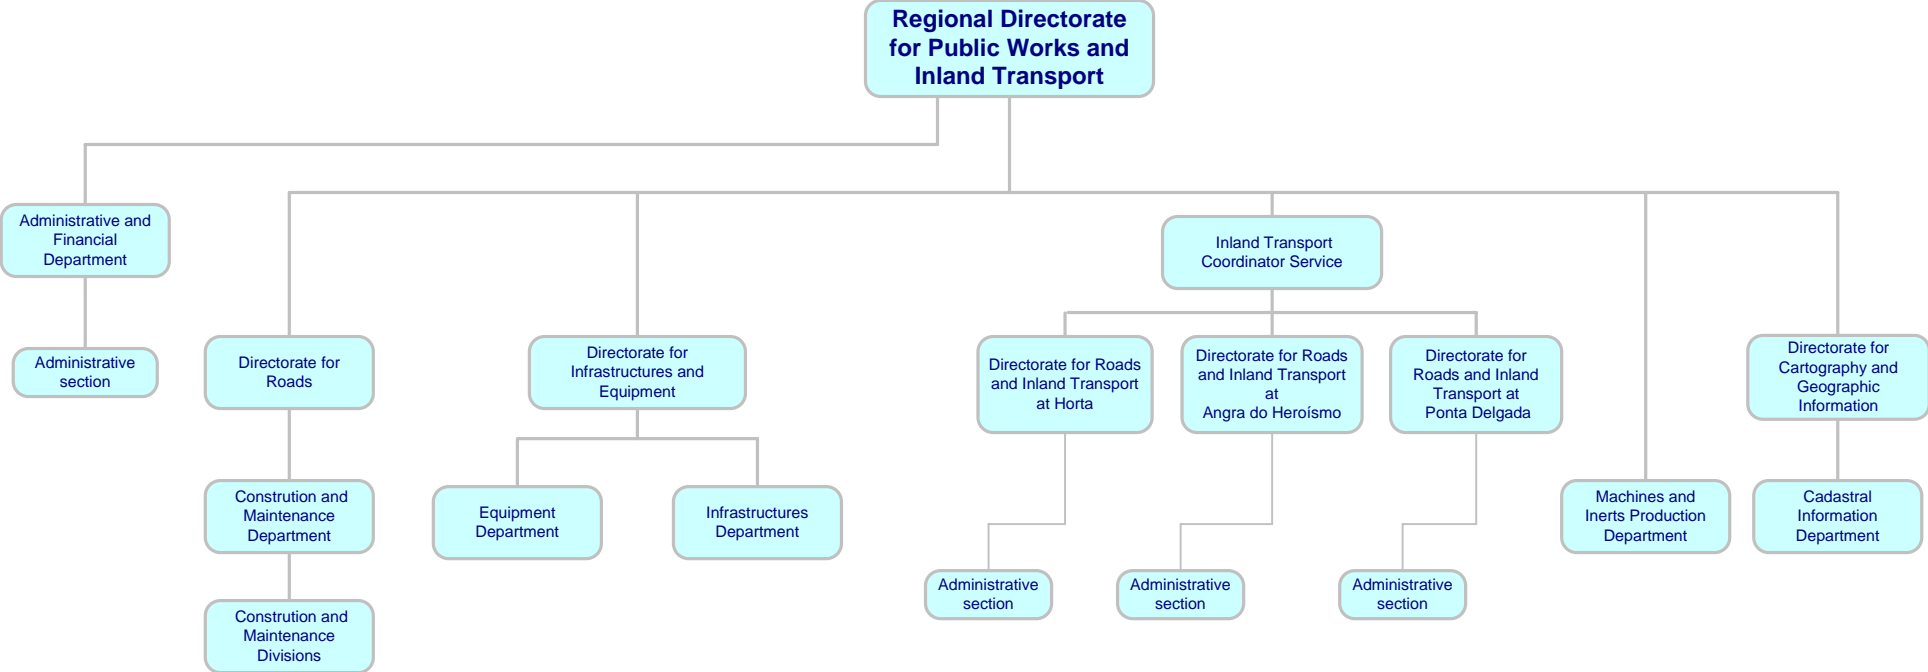 Regional Directorate
for Public Works and
Inland Transport
Administrative and
Financial
Department
Inland Transport
Coordinator Service
Administrative
section
Directorate for
Roads
Directorate for
Infrastructures and
Equipment
Directorate for Roads
and Inland Transport
at Horta
Directorate for Roads
and Inland Transport
at
Angra do Heroísmo
Directorate for
Roads and Inland
Transport at
Ponta Delgada
Directorate for
Cartography and
Geographic
Information
Constrution and
Maintenance
Department
Equipment
Department
Infrastructures
Department
Machines and
Inerts Production
Department
Cadastral
Information
Department
Administrative
section
Administrative
section
Administrative
section
Constrution and
Maintenance
Divisions